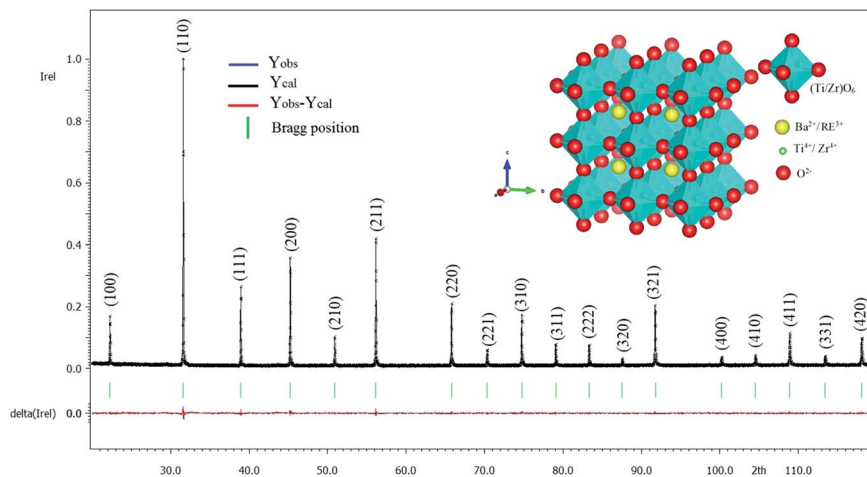 Irel
1.0
0.8
0.6
0.4
0.2
0.0
delta(Irel) 0.0
(100)
(110)
(111)
(200)
(210)
(211)
(220)
(221)
(310)
(311)
(222)
(320)
(321)
(400)
(410)
(411)
(331)
(420)
Yobs
Ycal
Yobs-Ycal
Bragg position
c
a
b
(Ti/Zr)O₆
Ba²⁺/RE³⁺
Ti⁴⁺/ Zr⁴⁺
O²⁻
30.0 40.0 50.0 60.0 70.0 80.0 90.0 100.0 2th 110.0